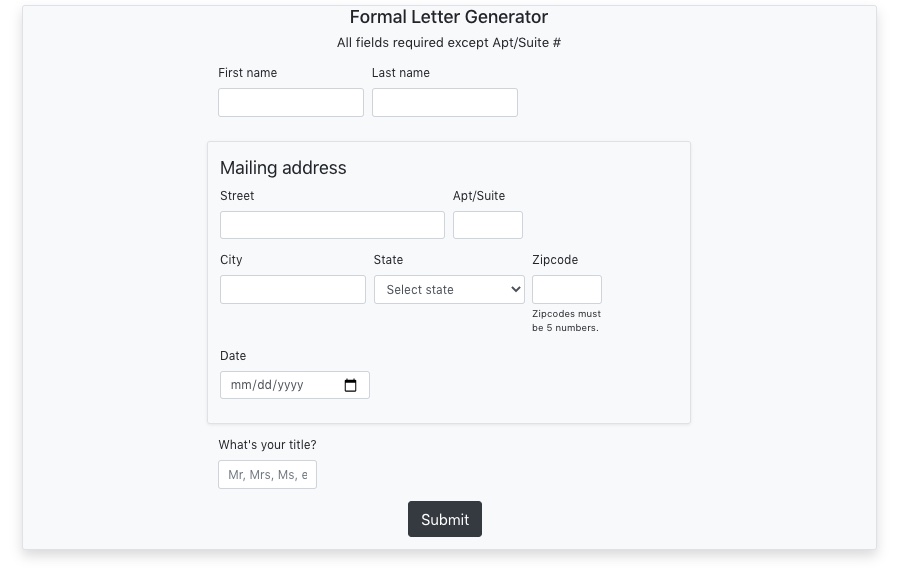 Formal Letter Generator
All fields required except Apt/Suite #
First name Last name
Mailing address
Street Apt/Suite
City State Zipcode
Select state
Zipcodes must
be 5 numbers.
Date
mm/dd/yyyy
What's your title?
Mr, Mrs, Ms, e
Submit